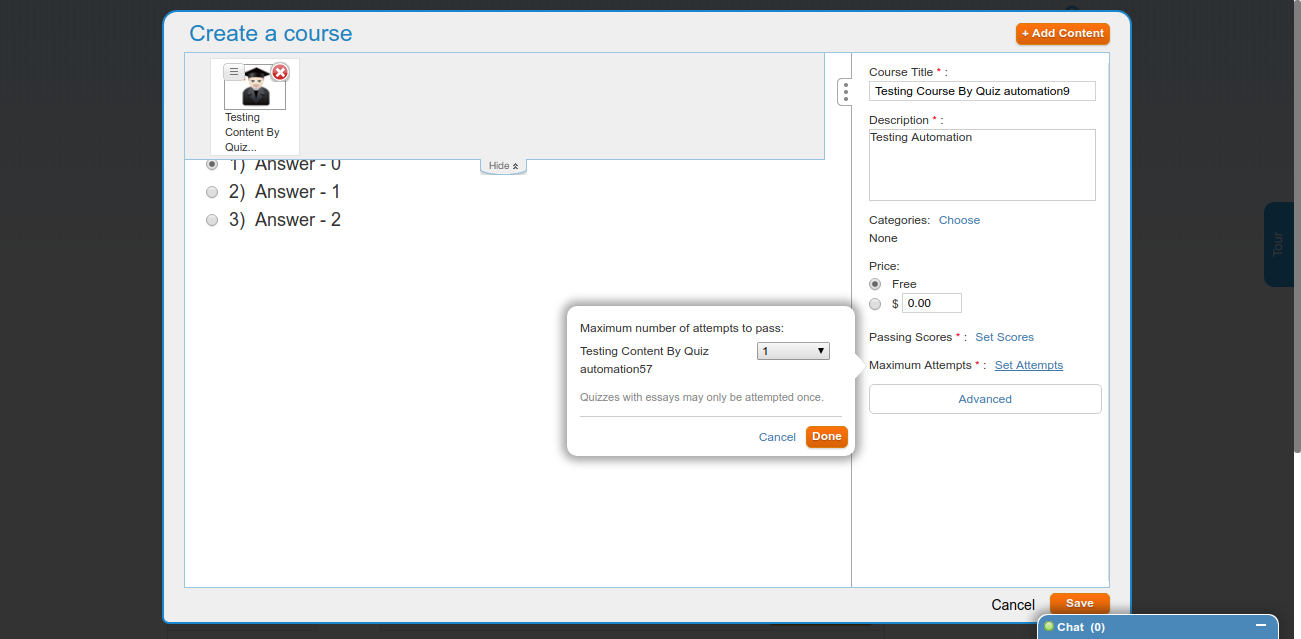 Create a course
+ Add Content
Testing
Content By
Quiz...
1) Answer - 0
2) Answer - 1
3) Answer - 2
Hide
Course Title * :
Testing Course By Quiz automation9
Description * :
Testing Automation
Categories: Choose
None
Price:
Free
$ 0.00
Passing Scores * : Set Scores
Maximum Attempts * : Set Attempts
Advanced
Maximum number of attempts to pass:
Testing Content By Quiz 1
automation57
Quizzes with essays may only be attempted once.
Cancel Done
Tour
Cancel Save
Chat (0)